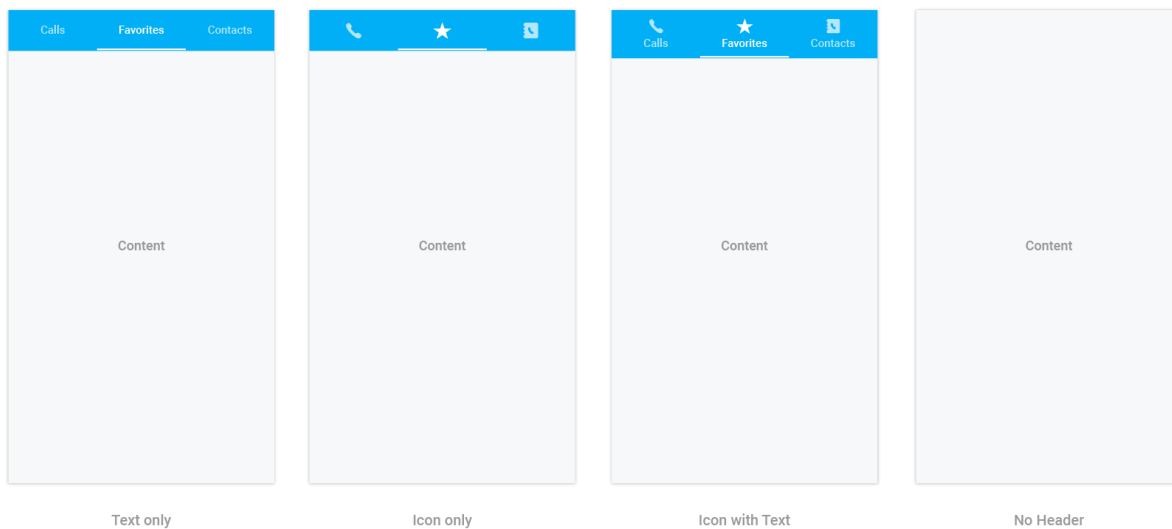 Calls Favorites Contacts
Content
Text only
Content
Icon only
Calls Favorites Contacts
Content
Icon with Text
Content
No Header